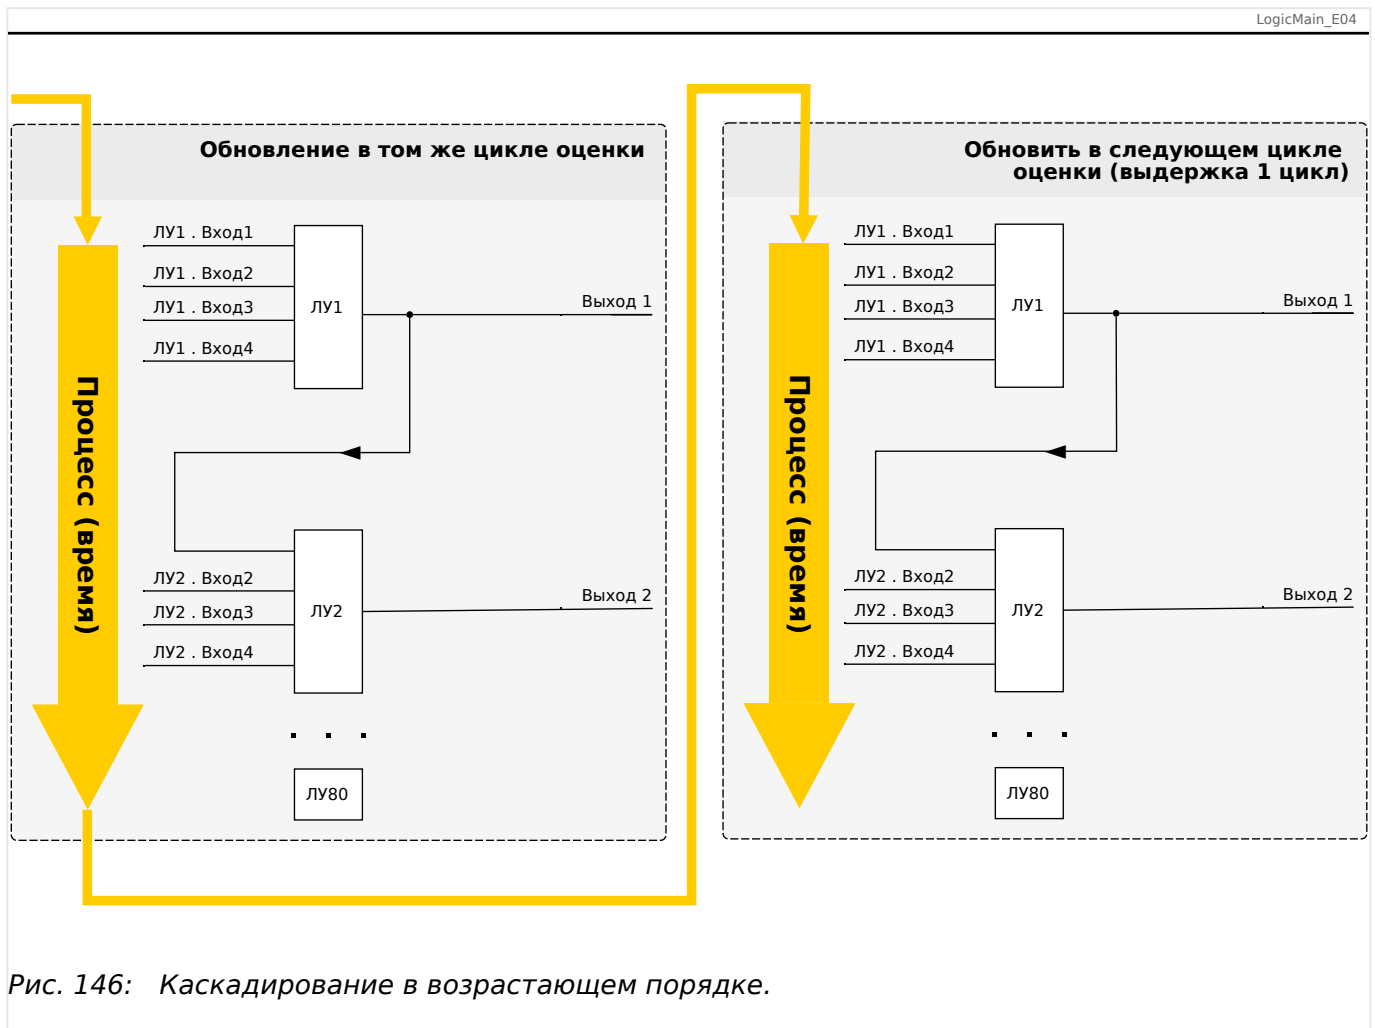 LogicMain_E04
Обновление в том же цикле оценки
ЛУ1 . Вход1
ЛУ1 . Вход2
ЛУ1 . Вход3
ЛУ1 . Вход4
ЛУ1
Выход 1
Процесс (время)
ЛУ2 . Вход2
ЛУ2 . Вход3
ЛУ2 . Вход4
ЛУ2
Выход 2
ЛУ80
Обновить в следующем цикле
оценки (выдержка 1 цикл)
ЛУ1 . Вход1
ЛУ1 . Вход2
ЛУ1 . Вход3
ЛУ1 . Вход4
ЛУ1
Выход 1
Процесс (время)
ЛУ2 . Вход2
ЛУ2 . Вход3
ЛУ2 . Вход4
ЛУ2
Выход 2
ЛУ80
Рис. 146: Каскадирование в возрастающем порядке.